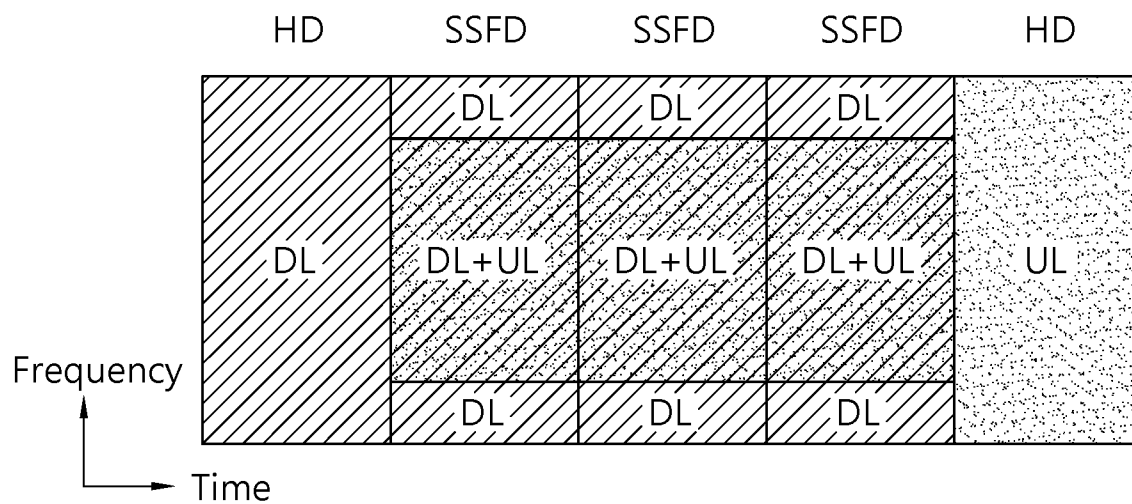 HD SSFD SSFD SSFD HD
DL DL DL
DL DL+UL DL+UL DL+UL UL
Frequency
DL DL DL
Time